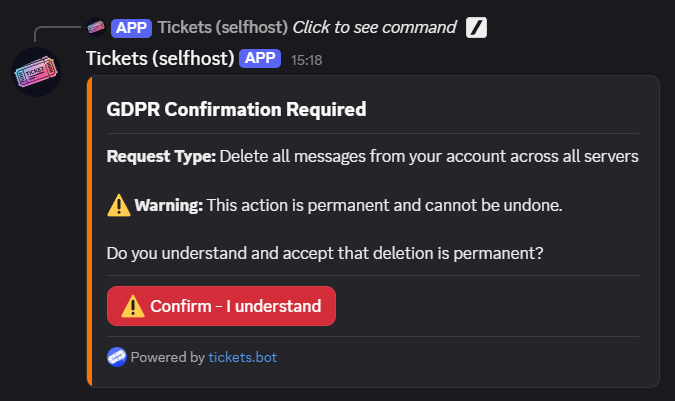 APP Tickets (selfhost) Click to see command
Tickets (selfhost) APP 15:18
GDPR Confirmation Required
Request Type: Delete all messages from your account across all servers
⚠️ Warning: This action is permanent and cannot be undone.
Do you understand and accept that deletion is permanent?
⚠️ Confirm - I understand
Powered by tickets.bot